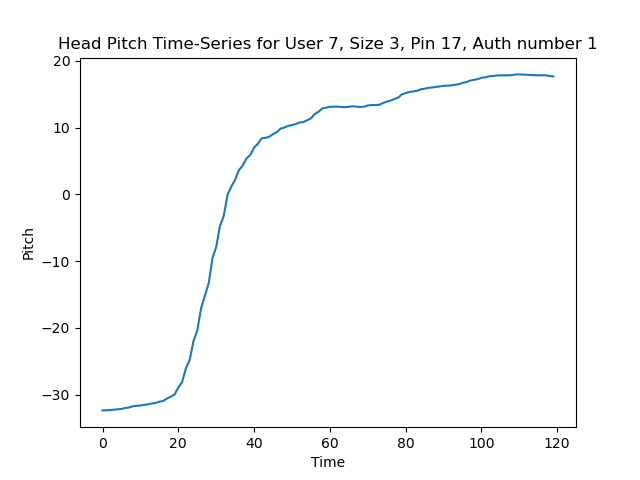 Head Pitch Time-Series for User 7, Size 3, Pin 17, Auth number 1
20
10
0
−10
−20
−30
Pitch
0 20 40 60 80 100 120
Time